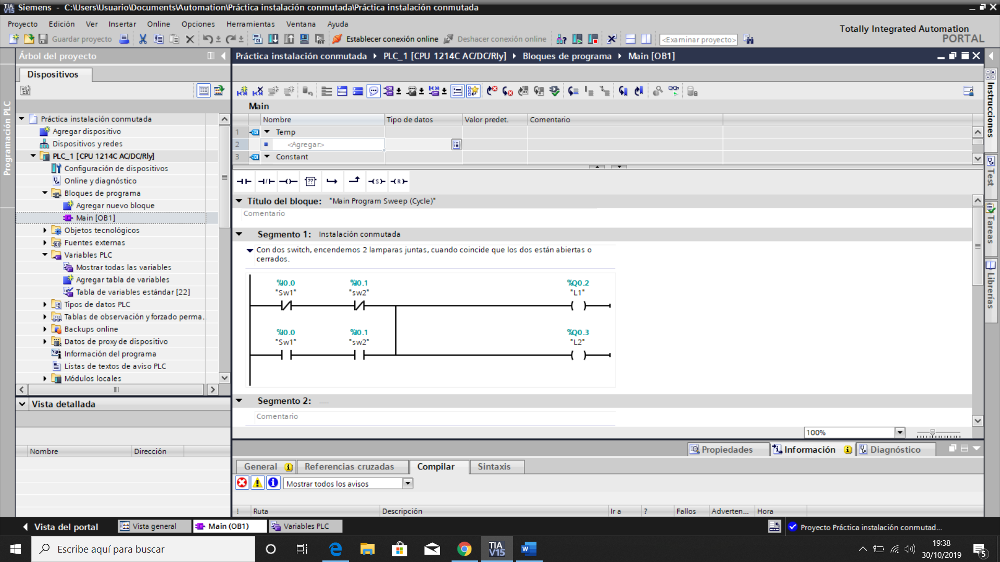 TIA V15 Siemens - C:\Users\Usuario\Documents\Automation\Práctica instalación conmutada\Práctica instalación conmutada
Proyecto Edición Ver Insertar Online Opciones Herramientas Ventana Ayuda
Totally Integrated Automation
PORTAL
Guardar proyecto Establecer conexión online Deshacer conexión online <Examinar proyecto>
Árbol del proyecto
Práctica instalación conmutada PLC_1 [CPU 1214C AC/DC/Rly] Bloques de programa Main [OB1]
Programación PLC
Dispositivos
Práctica instalación conmutada
Agregar dispositivo
Dispositivos y redes
PLC_1 [CPU 1214C AC/DC/Rly]
Configuración de dispositivos
Online y diagnóstico
Bloques de programa
Agregar nuevo bloque
Main [OB1]
Objetos tecnológicos
Fuentes externas
Variables PLC
Mostrar todas las variables
Agregar tabla de variables
Tabla de variables estándar [22]
Tipos de datos PLC
Tablas de observación y forzado perma..
Backups online
Datos de proxy de dispositivo
Información del programa
Listas de textos de aviso PLC
Módulos locales
Vista detallada
Nombre Dirección
Main
Nombre Tipo de datos Valor predet. Comentario
1 Temp
2 <Agregar>
3 Constant
?? S R
Título del bloque: "Main Program Sweep (Cycle)"
Comentario
Segmento 1: Instalación conmutada
Con dos switch, encendemos 2 lamparas juntas, cuando coincide que los dos están abiertas o
cerrados.
%I0.0 %I0.1 %Q0.2
"Sw1" "sw2" "L1"
%I0.0 %I0.1 %Q0.3
"Sw1" "sw2" "L2"
Segmento 2: .....
Comentario
100%
Propiedades Información Diagnóstico
General Referencias cruzadas Compilar Sintaxis
Mostrar todos los avisos
! Ruta Descripción Ir a ? Fallos Adverten... Hora
Instrucciones
Test
Tareas
Librerías
Vista del portal Vista general Main (OB1) Variables PLC Proyecto Práctica instalación conmutad...
Escribe aquí para buscar
TIA V15
19:38
30/10/2019
5